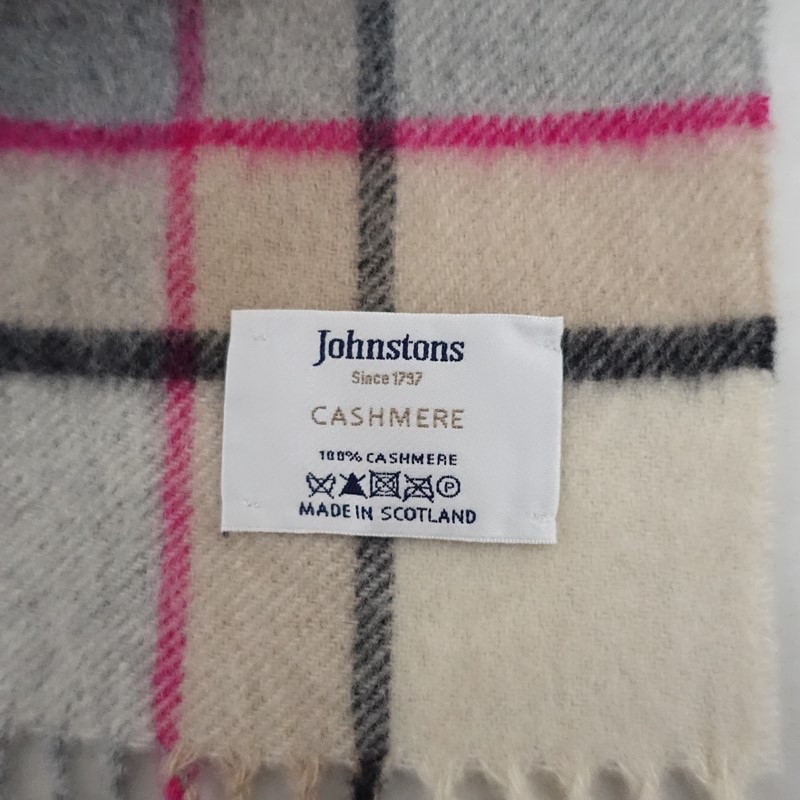 Johnstons
Since 1797
CASHMERE
100% CASHMERE
P
MADE IN SCOTLAND